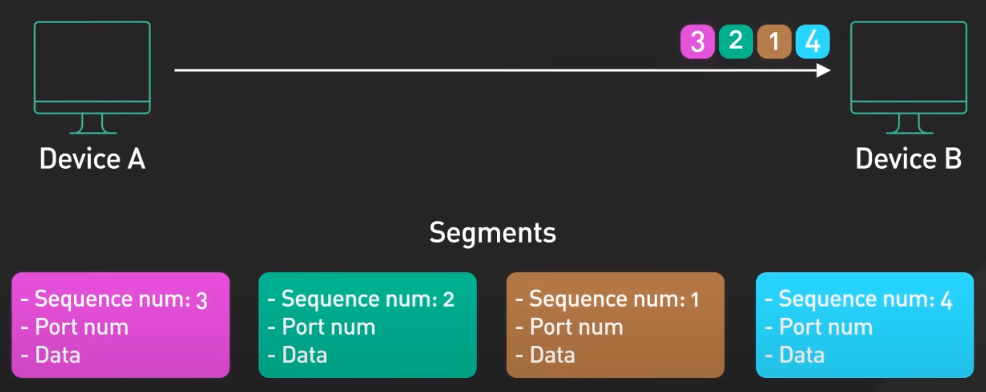 3 2 1 4
Device A
Device B
Segments
- Sequence num: 3
- Port num
- Data
- Sequence num: 2
- Port num
- Data
- Sequence num: 1
- Port num
- Data
- Sequence num: 4
- Port num
- Data